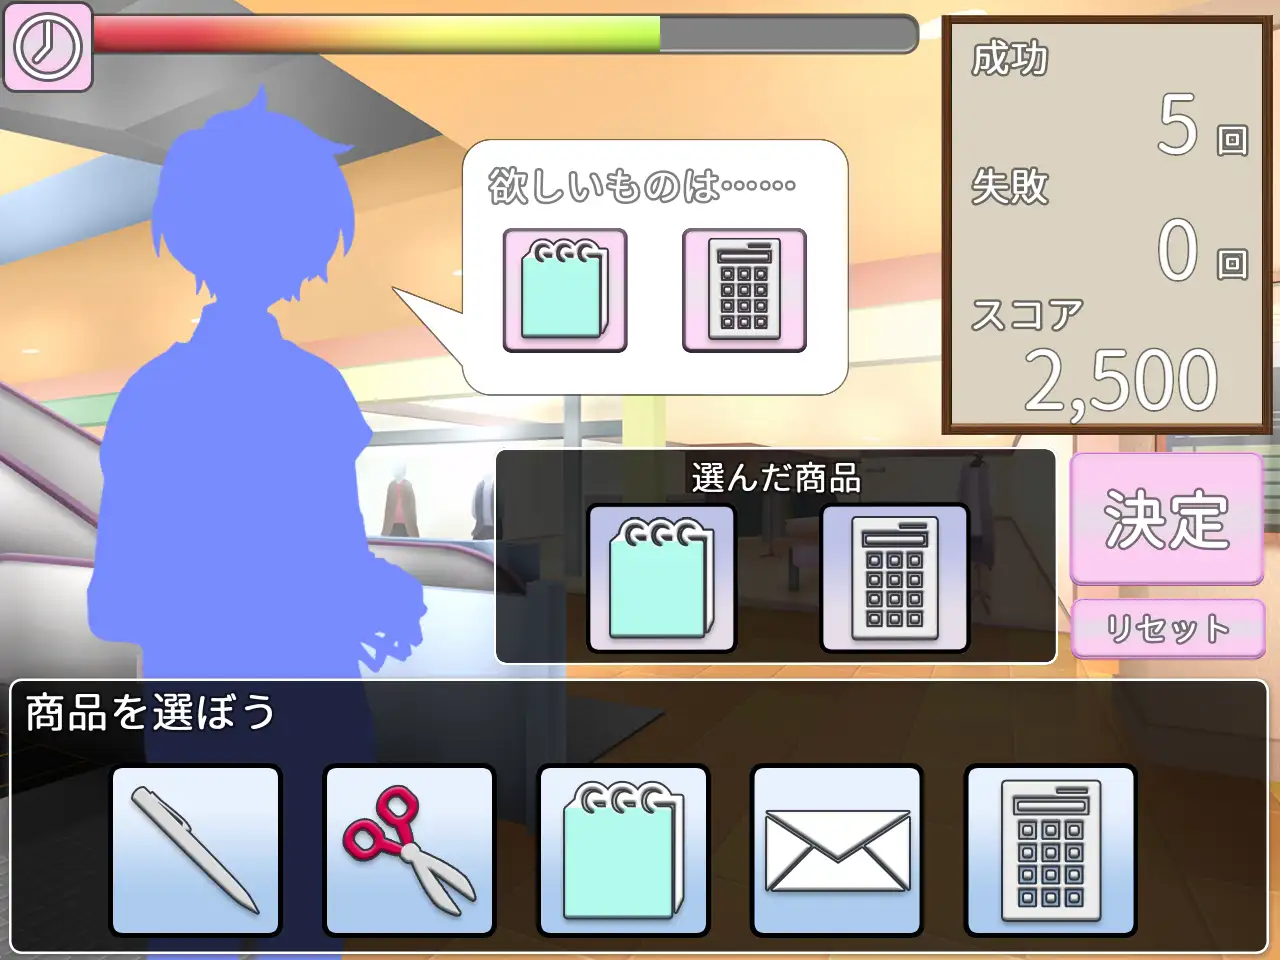 成功
5 回
失敗
0 回
スコア
2,500
欲しいものは……
選んだ商品
決定
リセット
商品を選ぼう